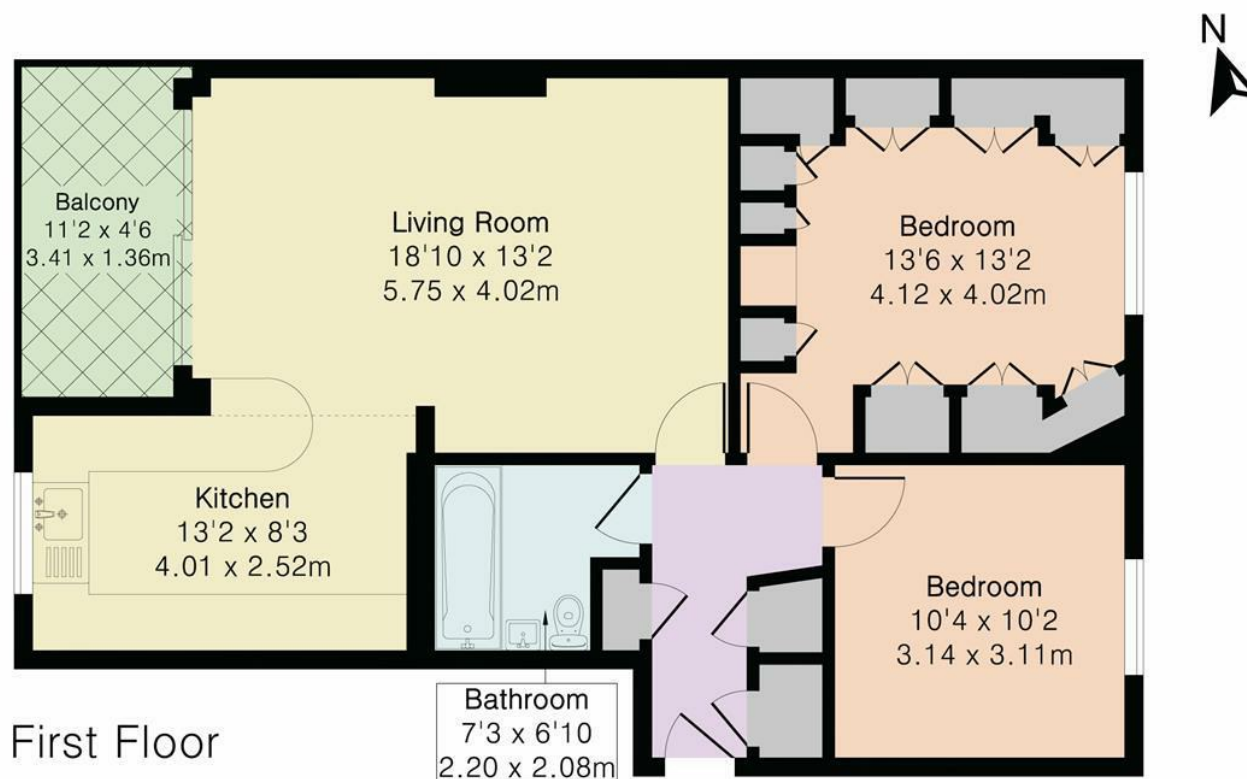 N
Balcony
11'2 x 4'6
3.41 x 1.36m
Living Room
18'10 x 13'2
5.75 x 4.02m
Bedroom
13'6 x 13'2
4.12 x 4.02m
Kitchen
13'2 x 8'3
4.01 x 2.52m
Bedroom
10'4 x 10'2
3.14 x 3.11m
Bathroom
7'3 x 6'10
2.20 x 2.08m
First Floor